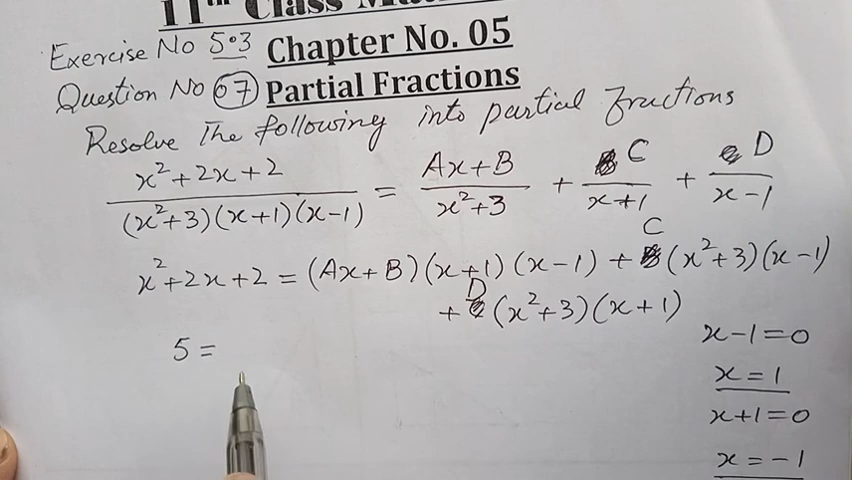 11th Class Math
Exercise No 5.3 Chapter No. 05
Question No 07 Partial Fractions
Resolve The following into partial fractions
x²+2x+2 / (x²+3)(x+1)(x-1) = Ax+B / x²+3 + C / x+1 + D / x-1
x²+2x+2 = (Ax+B)(x+1)(x-1) + C(x²+3)(x-1)
+ D(x²+3)(x+1)
x-1=0
5 =
x=1
x+1=0
x=-1